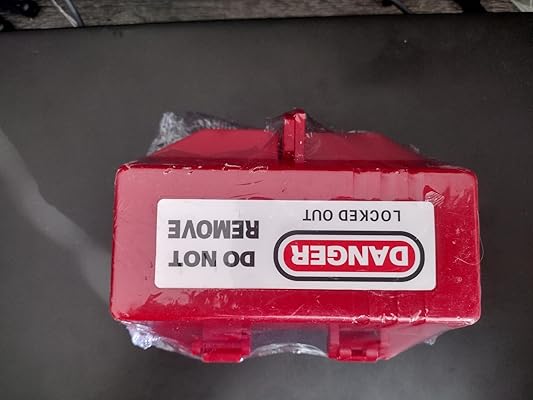 DANGER
LOCKED OUT
DO NOT
REMOVE